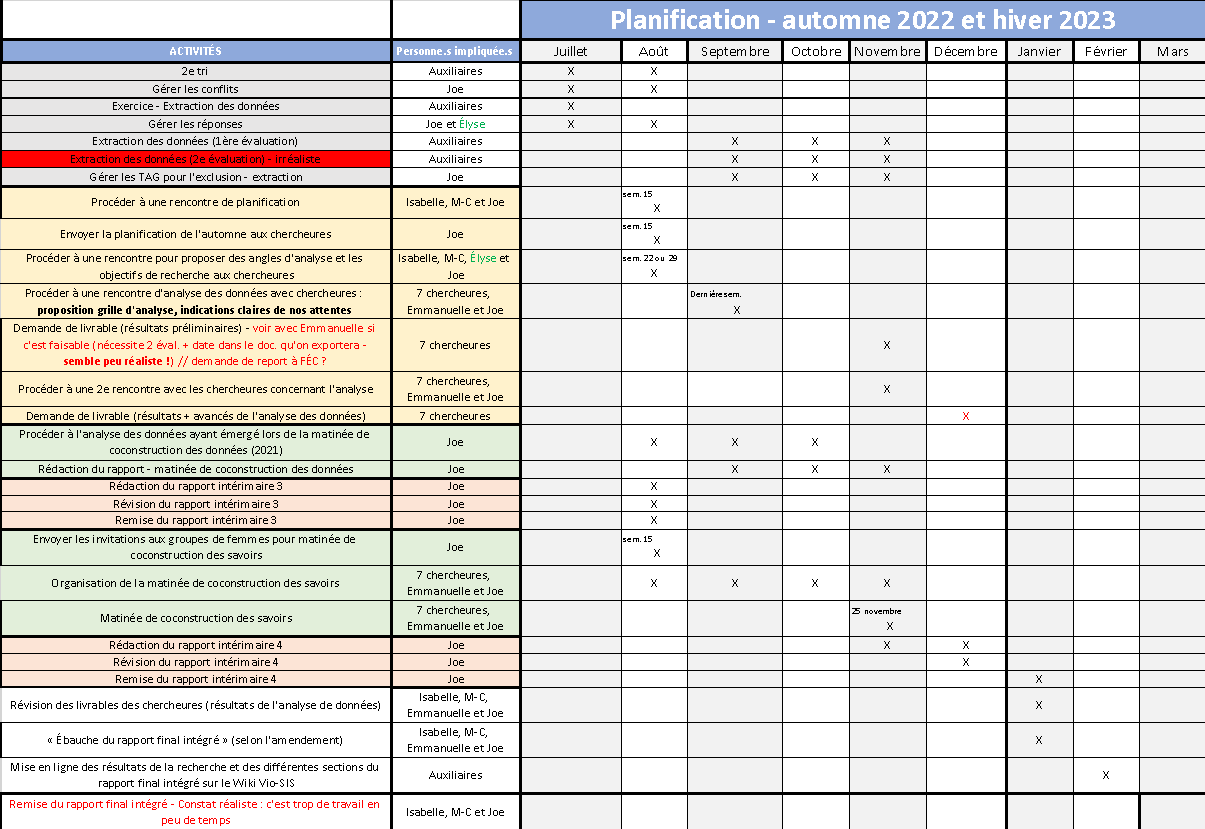 Planification - automne 2022 et hiver 2023
ACTIVITÉS Personne.s impliquée.s Juillet Août Septembre Octobre Novembre Décembre Janvier Février Mars
2e tri Auxiliaires X X
Gérer les conflits Joe X X
Exercice - Extraction des données Auxiliaires X
Gérer les réponses Joe et Élyse X X
Extraction des données (1ère évaluation) Auxiliaires X X X
Extraction des données (2e évaluation) - irréaliste Auxiliaires X X X
Gérer les TAG pour l'exclusion - extraction Joe X X X
sem. 15
Procéder à une rencontre de planification Isabelle, M-C et Joe X
sem. 15
Envoyer la planification de l'automne aux chercheures Joe X
Procéder à une rencontre pour proposer des angles d'analyse et les Isabelle, M-C, Élyse et sem. 22 ou 29
objectifs de recherche aux chercheures Joe X
Procéder à une rencontre d'analyse des données avec chercheures : 7 chercheures, Dernière sem.
proposition grille d'analyse, indications claires de nos attentes Emmanuelle et Joe X
Demande de livrable (résultats préliminaires) - voir avec Emmanuelle si
c'est faisable (nécessite 2 éval. + date dans le doc. qu'on exportera - 7 chercheures X
semble peu réaliste !) // demande de report à FÉC ?
Procéder à une 2e rencontre avec les chercheures concernant l'analyse 7 chercheures, X
Emmanuelle et Joe
Demande de livrable (résultats + avancés de l'analyse des données) 7 chercheures X
Procéder à l'analyse des données ayant émergé lors de la matinée de Joe X X X
coconstruction des données (2021)
Rédaction du rapport - matinée de coconstruction des données Joe X X X
Rédaction du rapport intérimaire 3 Joe X
Révision du rapport intérimaire 3 Joe X
Remise du rapport intérimaire 3 Joe X
Envoyer les invitations aux groupes de femmes pour matinée de Joe sem. 15
coconstruction des savoirs X
Organisation de la matinée de coconstruction des savoirs 7 chercheures, X X X X
Emmanuelle et Joe
Matinée de coconstruction des savoirs 7 chercheures, 25 novembre
Emmanuelle et Joe X
Rédaction du rapport intérimaire 4 Joe X X
Révision du rapport intérimaire 4 Joe X
Remise du rapport intérimaire 4 Joe X
Révision des livrables des chercheures (résultats de l'analyse de données) Isabelle, M-C, X
Emmanuelle et Joe
« Ébauche du rapport final intégré » (selon l'amendement) Isabelle, M-C, X
Emmanuelle et Joe
Mise en ligne des résultats de la recherche et des différentes sections du Auxiliaires X
rapport final intégré sur le Wiki Vio-SIS
Remise du rapport final intégré - Constat réaliste : c'est trop de travail en Isabelle, M-C et Joe
peu de temps